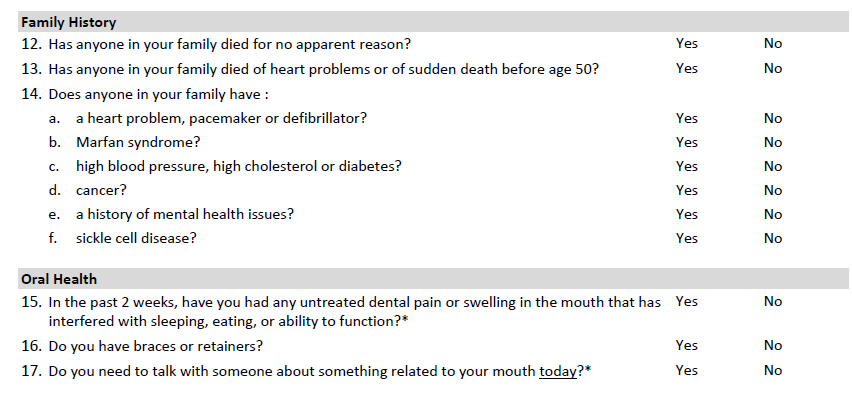 Family History
12. Has anyone in your family died for no apparent reason? Yes No
13. Has anyone in your family died of heart problems or of sudden death before age 50? Yes No
14. Does anyone in your family have :
a. a heart problem, pacemaker or defibrillator? Yes No
b. Marfan syndrome? Yes No
c. high blood pressure, high cholesterol or diabetes? Yes No
d. cancer? Yes No
e. a history of mental health issues? Yes No
f. sickle cell disease? Yes No
Oral Health
15. In the past 2 weeks, have you had any untreated dental pain or swelling in the mouth that has Yes No
interfered with sleeping, eating, or ability to function?*
16. Do you have braces or retainers? Yes No
17. Do you need to talk with someone about something related to your mouth today?* Yes No